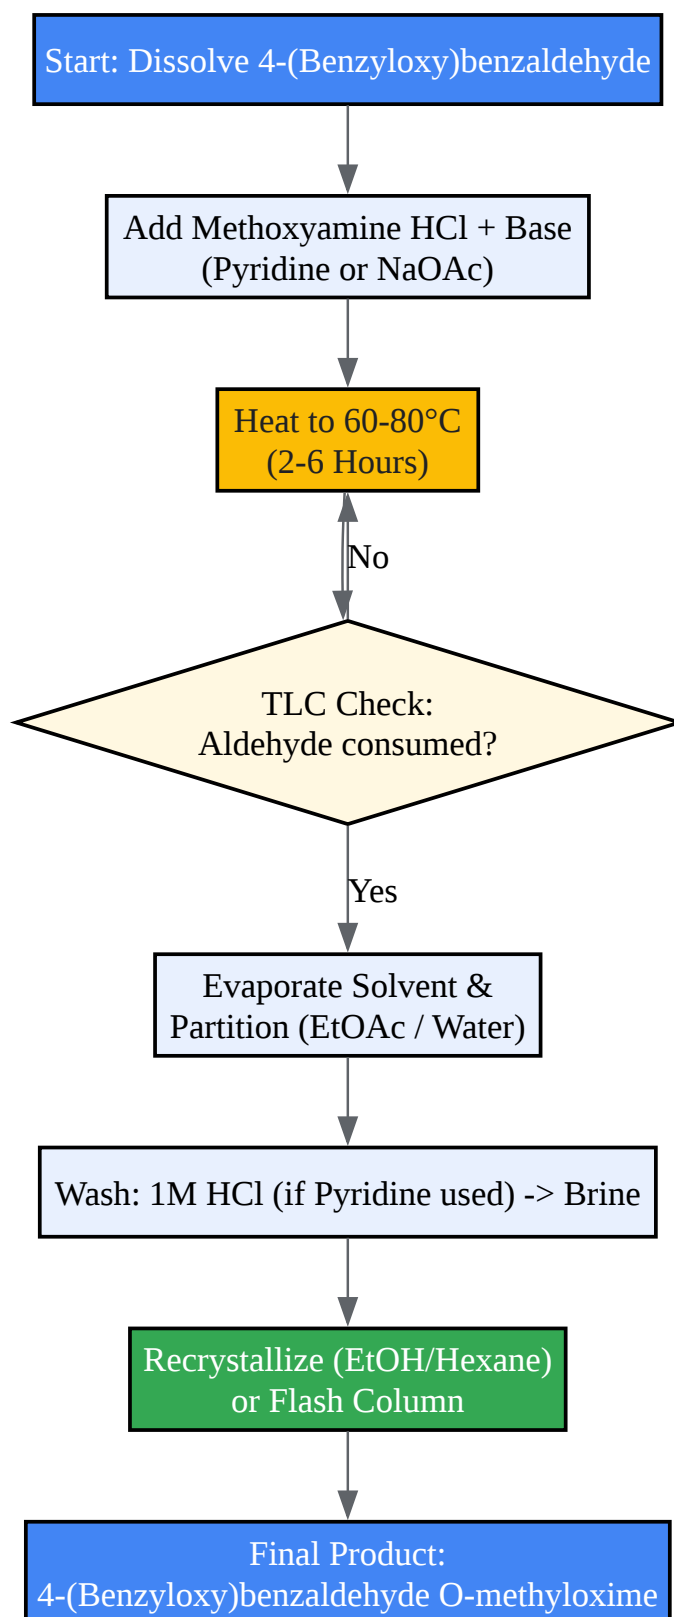 Start: Dissolve 4-(Benzyloxy)benzaldehyde
Add Methoxyamine HCl + Base
(Pyridine or NaOAc)
Heat to 60-80°C
(2-6 Hours)
No
TLC Check:
Aldehyde consumed?
Yes
Evaporate Solvent &
Partition (EtOAc / Water)
Wash: 1M HCl (if Pyridine used) -> Brine
Recrystallize (EtOH/Hexane)
or Flash Column
Final Product:
4-(Benzyloxy)benzaldehyde O-methyloxime